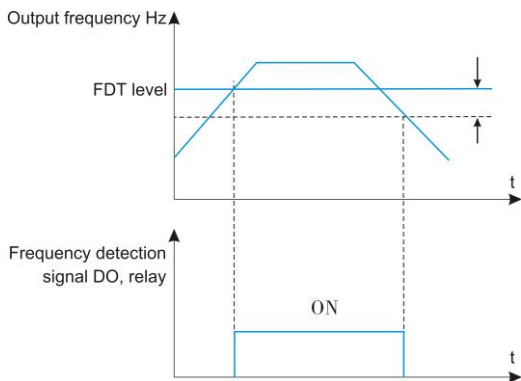 Output frequency Hz
FDT level
t
Frequency detection
signal DO, relay
ON
t